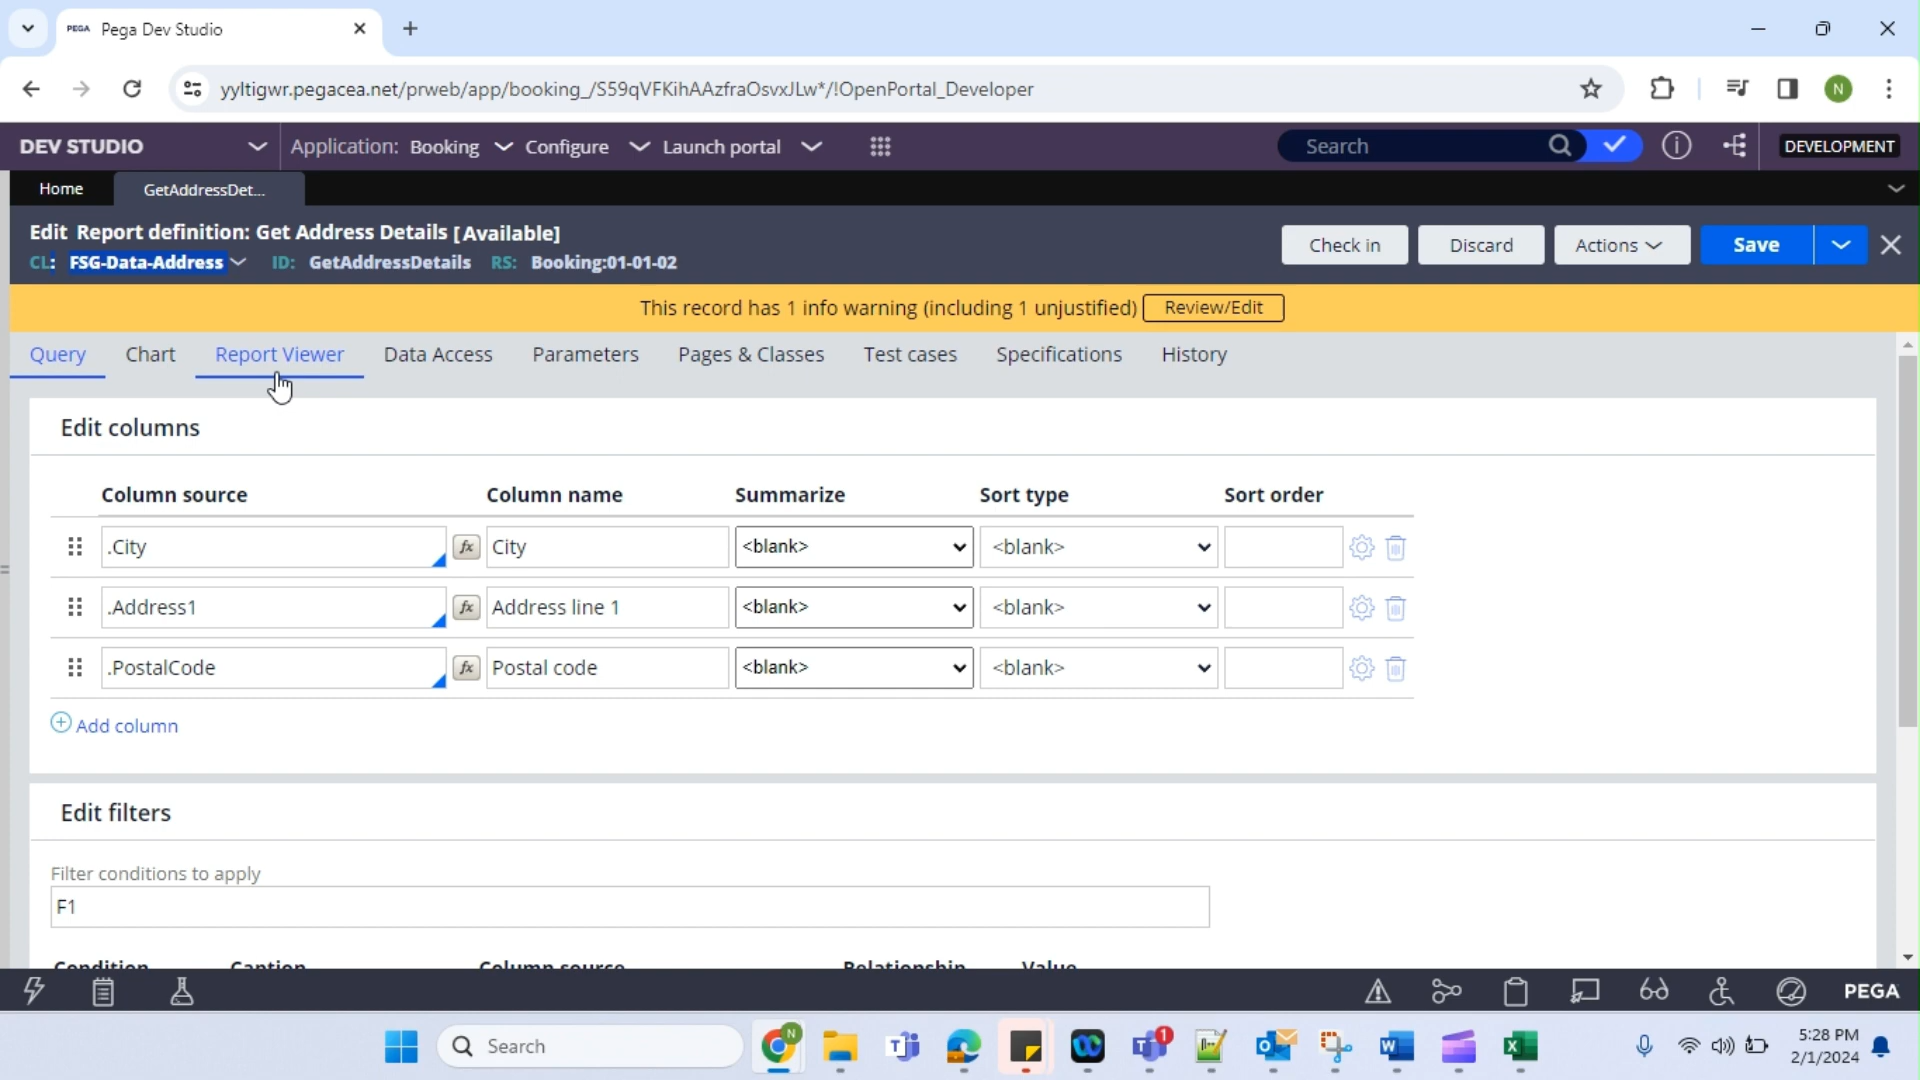 PEGA Pega Dev Studio
yyltigwr.pegacea.net/prweb/app/booking_/S59qVFKihAAzfraOsvxJLw*/!OpenPortal_Developer
N
DEV STUDIO Application: Booking Configure Launch portal Search DEVELOPMENT
Home GetAddressDet...
Edit Report definition: Get Address Details [Available]
CL: FSG-Data-Address ID: GetAddressDetails RS: Booking:01-01-02
Check in Discard Actions Save
This record has 1 info warning (including 1 unjustified) Review/Edit
Query Chart Report Viewer Data Access Parameters Pages & Classes Test cases Specifications History
Edit columns
Column source Column name Summarize Sort type Sort order
.City fx City <blank> <blank>
.Address1 fx Address line 1 <blank> <blank>
.PostalCode fx Postal code <blank> <blank>
Add column
Edit filters
Filter conditions to apply
F1
Condition Caption Column source Relationship Value
PEGA
Search
N
1
5:28 PM
2/1/2024